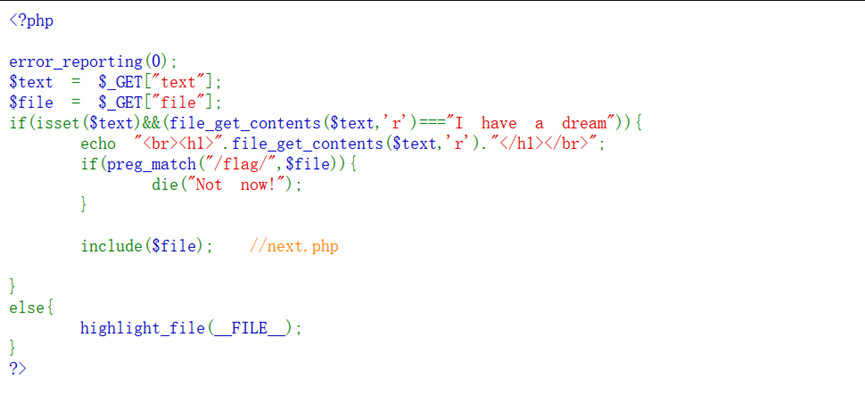 <?php
error_reporting(0);
$text = $_GET["text"];
$file = $_GET["file"];
if(isset($text)&&(file_get_contents($text,'r')==="I have a dream")){
echo "<br><h1>".file_get_contents($text,'r')."</h1></br>";
if(preg_match("/flag/",$file)){
die("Not now!");
}
include($file); //next.php
}
else{
highlight_file(__FILE__);
}
?>